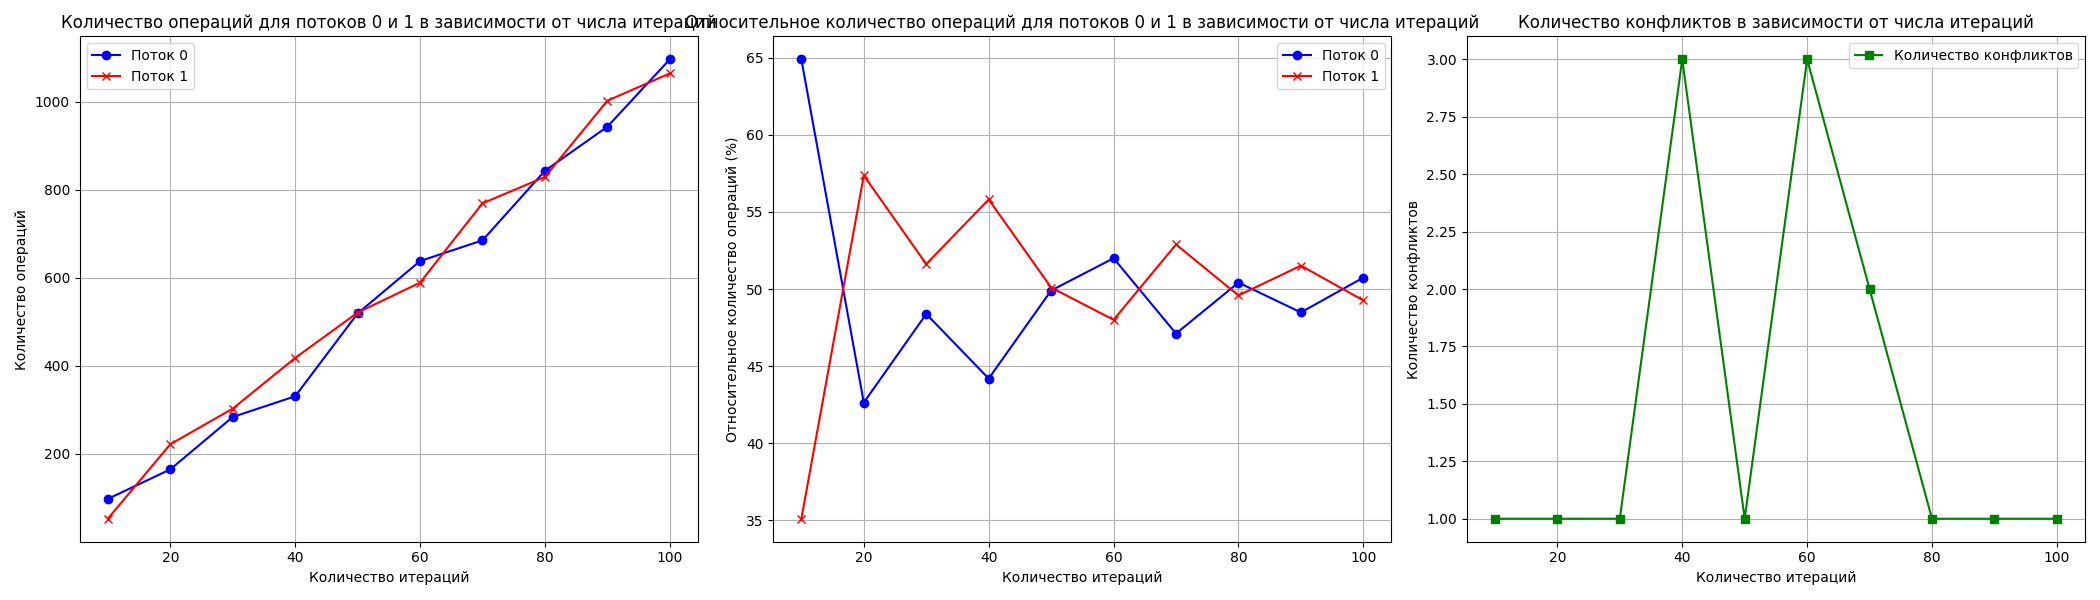 Количество операций для потоков 0 и 1 в зависимости от числа итераций
Поток 0
Поток 1
1000
800
600
400
200
Количество операций
20 40 60 80 100
Количество итераций
Относительное количество операций для потоков 0 и 1 в зависимости от числа итераций
Поток 0
Поток 1
65
60
55
50
45
40
35
Относительное количество операций (%)
20 40 60 80 100
Количество итераций
Количество конфликтов в зависимости от числа итераций
Количество конфликтов
3.00
2.75
2.50
2.25
2.00
1.75
1.50
1.25
1.00
Количество конфликтов
20 40 60 80 100
Количество итераций